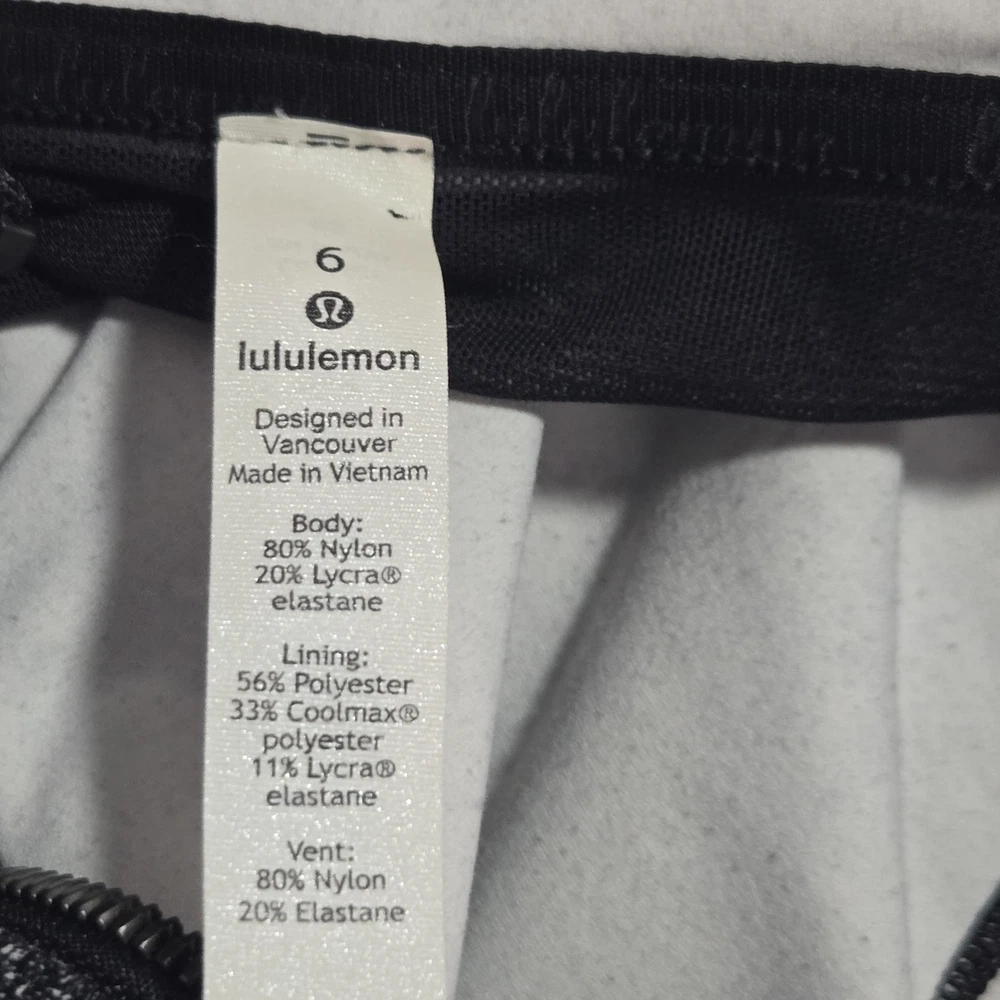 6
lululemon
Designed in
Vancouver
Made in Vietnam
Body:
80% Nylon
20% Lycra®
elastane
Lining:
56% Polyester
33% Coolmax®
polyester
11% Lycra®
elastane
Vent:
80% Nylon
20% Elastane